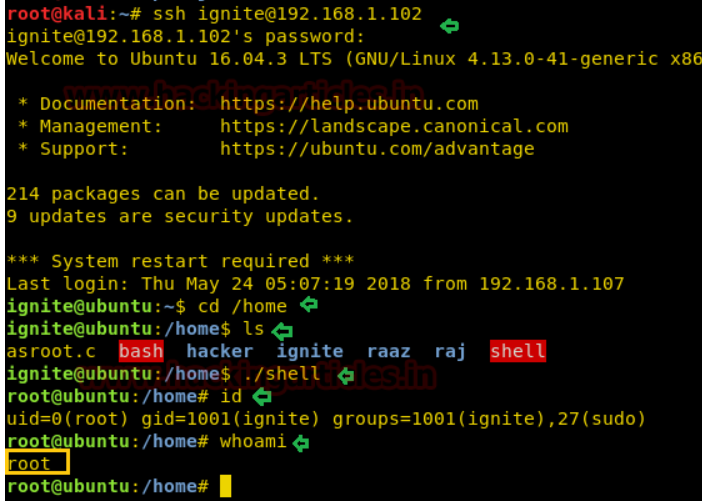 root@kali:~# ssh ignite@192.168.1.102
ignite@192.168.1.102's password:
Welcome to Ubuntu 16.04.3 LTS (GNU/Linux 4.13.0-41-generic x86
www.hackingarticles.in
* Documentation:  https://help.ubuntu.com
* Management:     https://landscape.canonical.com
* Support:        https://ubuntu.com/advantage
214 packages can be updated.
9 updates are security updates.
*** System restart required ***
Last login: Thu May 24 05:07:19 2018 from 192.168.1.107
ignite@ubuntu:~$ cd /home
ignite@ubuntu:/home$ ls
asroot.c  bash  hacker  ignite  raaz  raj  shell
ignite@ubuntu:/home$ ./shell
www.hackingarticles.in
root@ubuntu:/home# id
uid=0(root) gid=1001(ignite) groups=1001(ignite),27(sudo)
root@ubuntu:/home# whoami
root
root@ubuntu:/home#